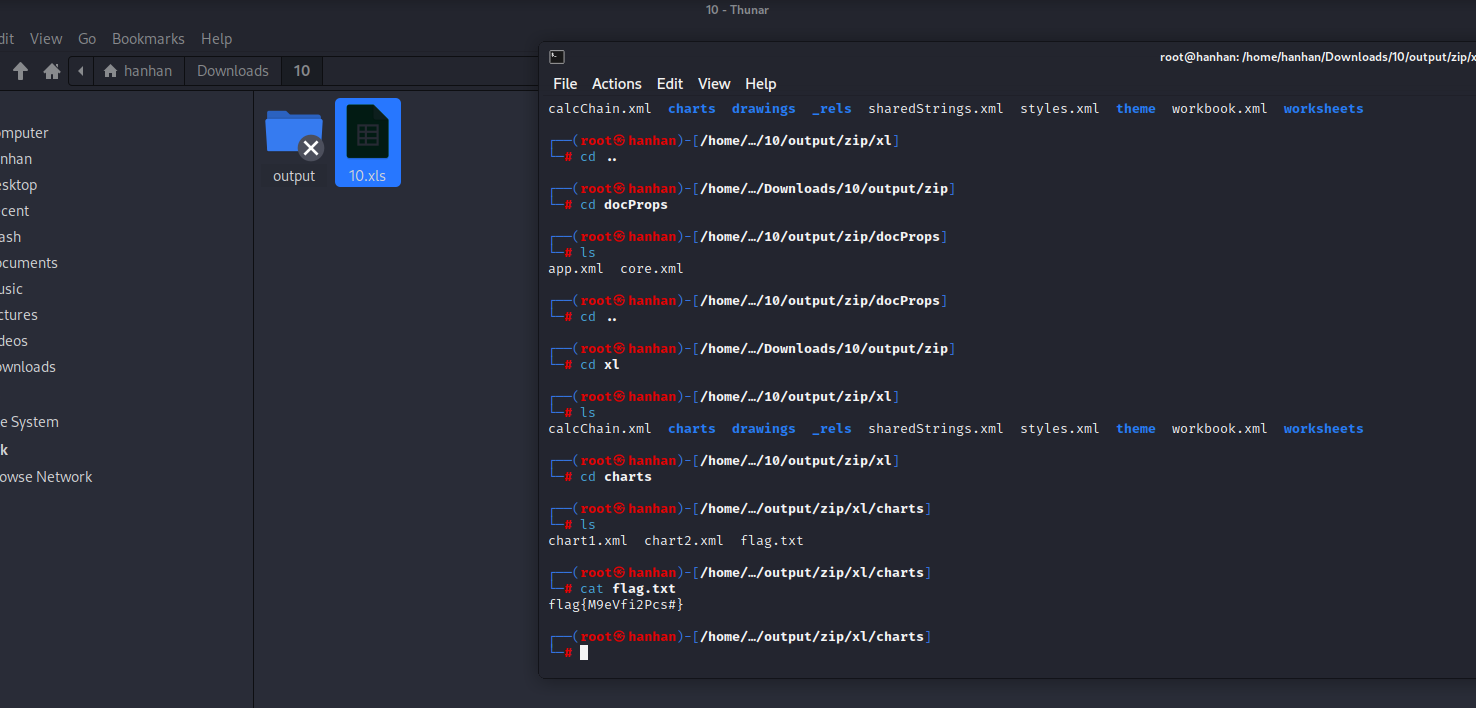 10 - Thunar
dit View Go Bookmarks Help
hanhan Downloads 10
omputer
nhan
esktop
ecent
ash
ocuments
usic
ctures
deos
ownloads
e System
k
owse Network
output
10.xls
root@hanhan: /home/hanhan/Downloads/10/output/zip/x
File Actions Edit View Help
calcChain.xml charts drawings _rels sharedStrings.xml styles.xml theme workbook.xml worksheets
┌──(root㉿hanhan)-[/home/…/10/output/zip/xl]
└─# cd ..
┌──(root㉿hanhan)-[/home/…/Downloads/10/output/zip]
└─# cd docProps
┌──(root㉿hanhan)-[/home/…/10/output/zip/docProps]
└─# ls
app.xml core.xml
┌──(root㉿hanhan)-[/home/…/10/output/zip/docProps]
└─# cd ..
┌──(root㉿hanhan)-[/home/…/Downloads/10/output/zip]
└─# cd xl
┌──(root㉿hanhan)-[/home/…/10/output/zip/xl]
└─# ls
calcChain.xml charts drawings _rels sharedStrings.xml styles.xml theme workbook.xml worksheets
┌──(root㉿hanhan)-[/home/…/10/output/zip/xl]
└─# cd charts
┌──(root㉿hanhan)-[/home/…/output/zip/xl/charts]
└─# ls
chart1.xml chart2.xml flag.txt
┌──(root㉿hanhan)-[/home/…/output/zip/xl/charts]
└─# cat flag.txt
flag{M9eVfi2Pcs#}
┌──(root㉿hanhan)-[/home/…/output/zip/xl/charts]
└─#